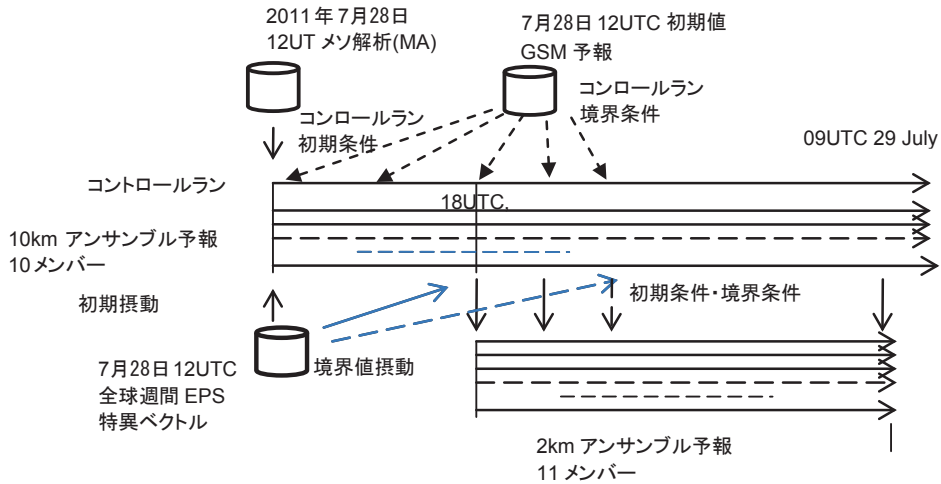 2011年7月28日
12UT メソ解析(MA)
7月28日 12UTC 初期値
GSM 予報
コンロールラン
初期条件
コンロールラン
境界条件
09UTC 29 July
コントロールラン
18UTC.
10km アンサンブル予報
10メンバー
初期摂動
初期条件・境界条件
7月28日 12UTC
全球週間 EPS
特異ベクトル
境界値摂動
2km アンサンブル予報
11メンバー